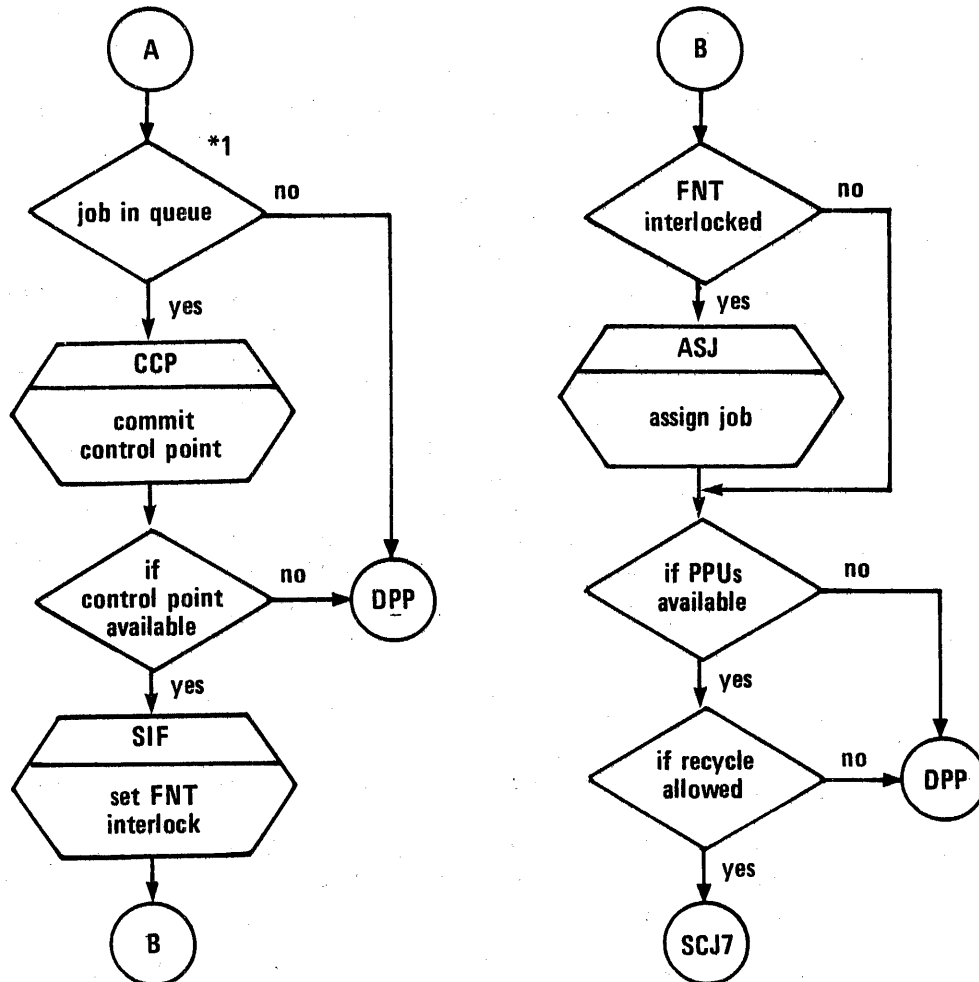 A
*1
job in queue
no
yes
CCP
commit
control point
if
control point
available
no
DPP
yes
SIF
set FNT
interlock
B
B
FNT
interlocked
no
yes
ASJ
assign job
if PPUs
available
no
yes
if recycle
allowed
no
DPP
yes
SCJ7